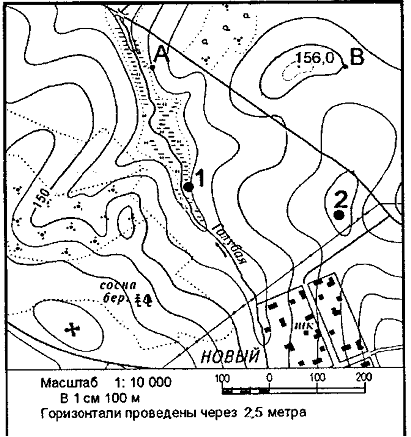 А
156,0 В
1
2
150
Голубая
сосна
бер.
шк.
НОВЫЙ
Масштаб 1: 10 000
В 1 см 100 м
100 0 100 200
Горизонтали проведены через 2,5 метра